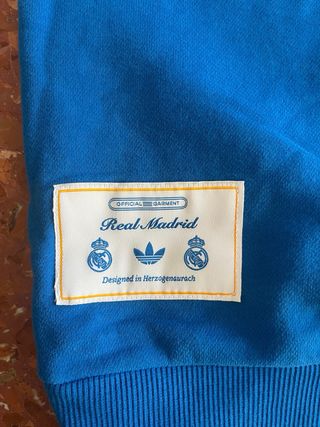 OFFICIAL GARMENT
Real Madrid
Designed in Herzogenaurach